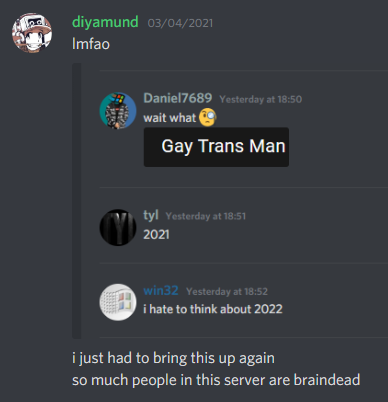 diyamund 03/04/2021
lmfao
Daniel7689 Yesterday at 18:50
wait what 🧐
Gay Trans Man
tyl Yesterday at 18:51
2021
win32 Yesterday at 18:52
i hate to think about 2022
i just had to bring this up again
so much people in this server are braindead